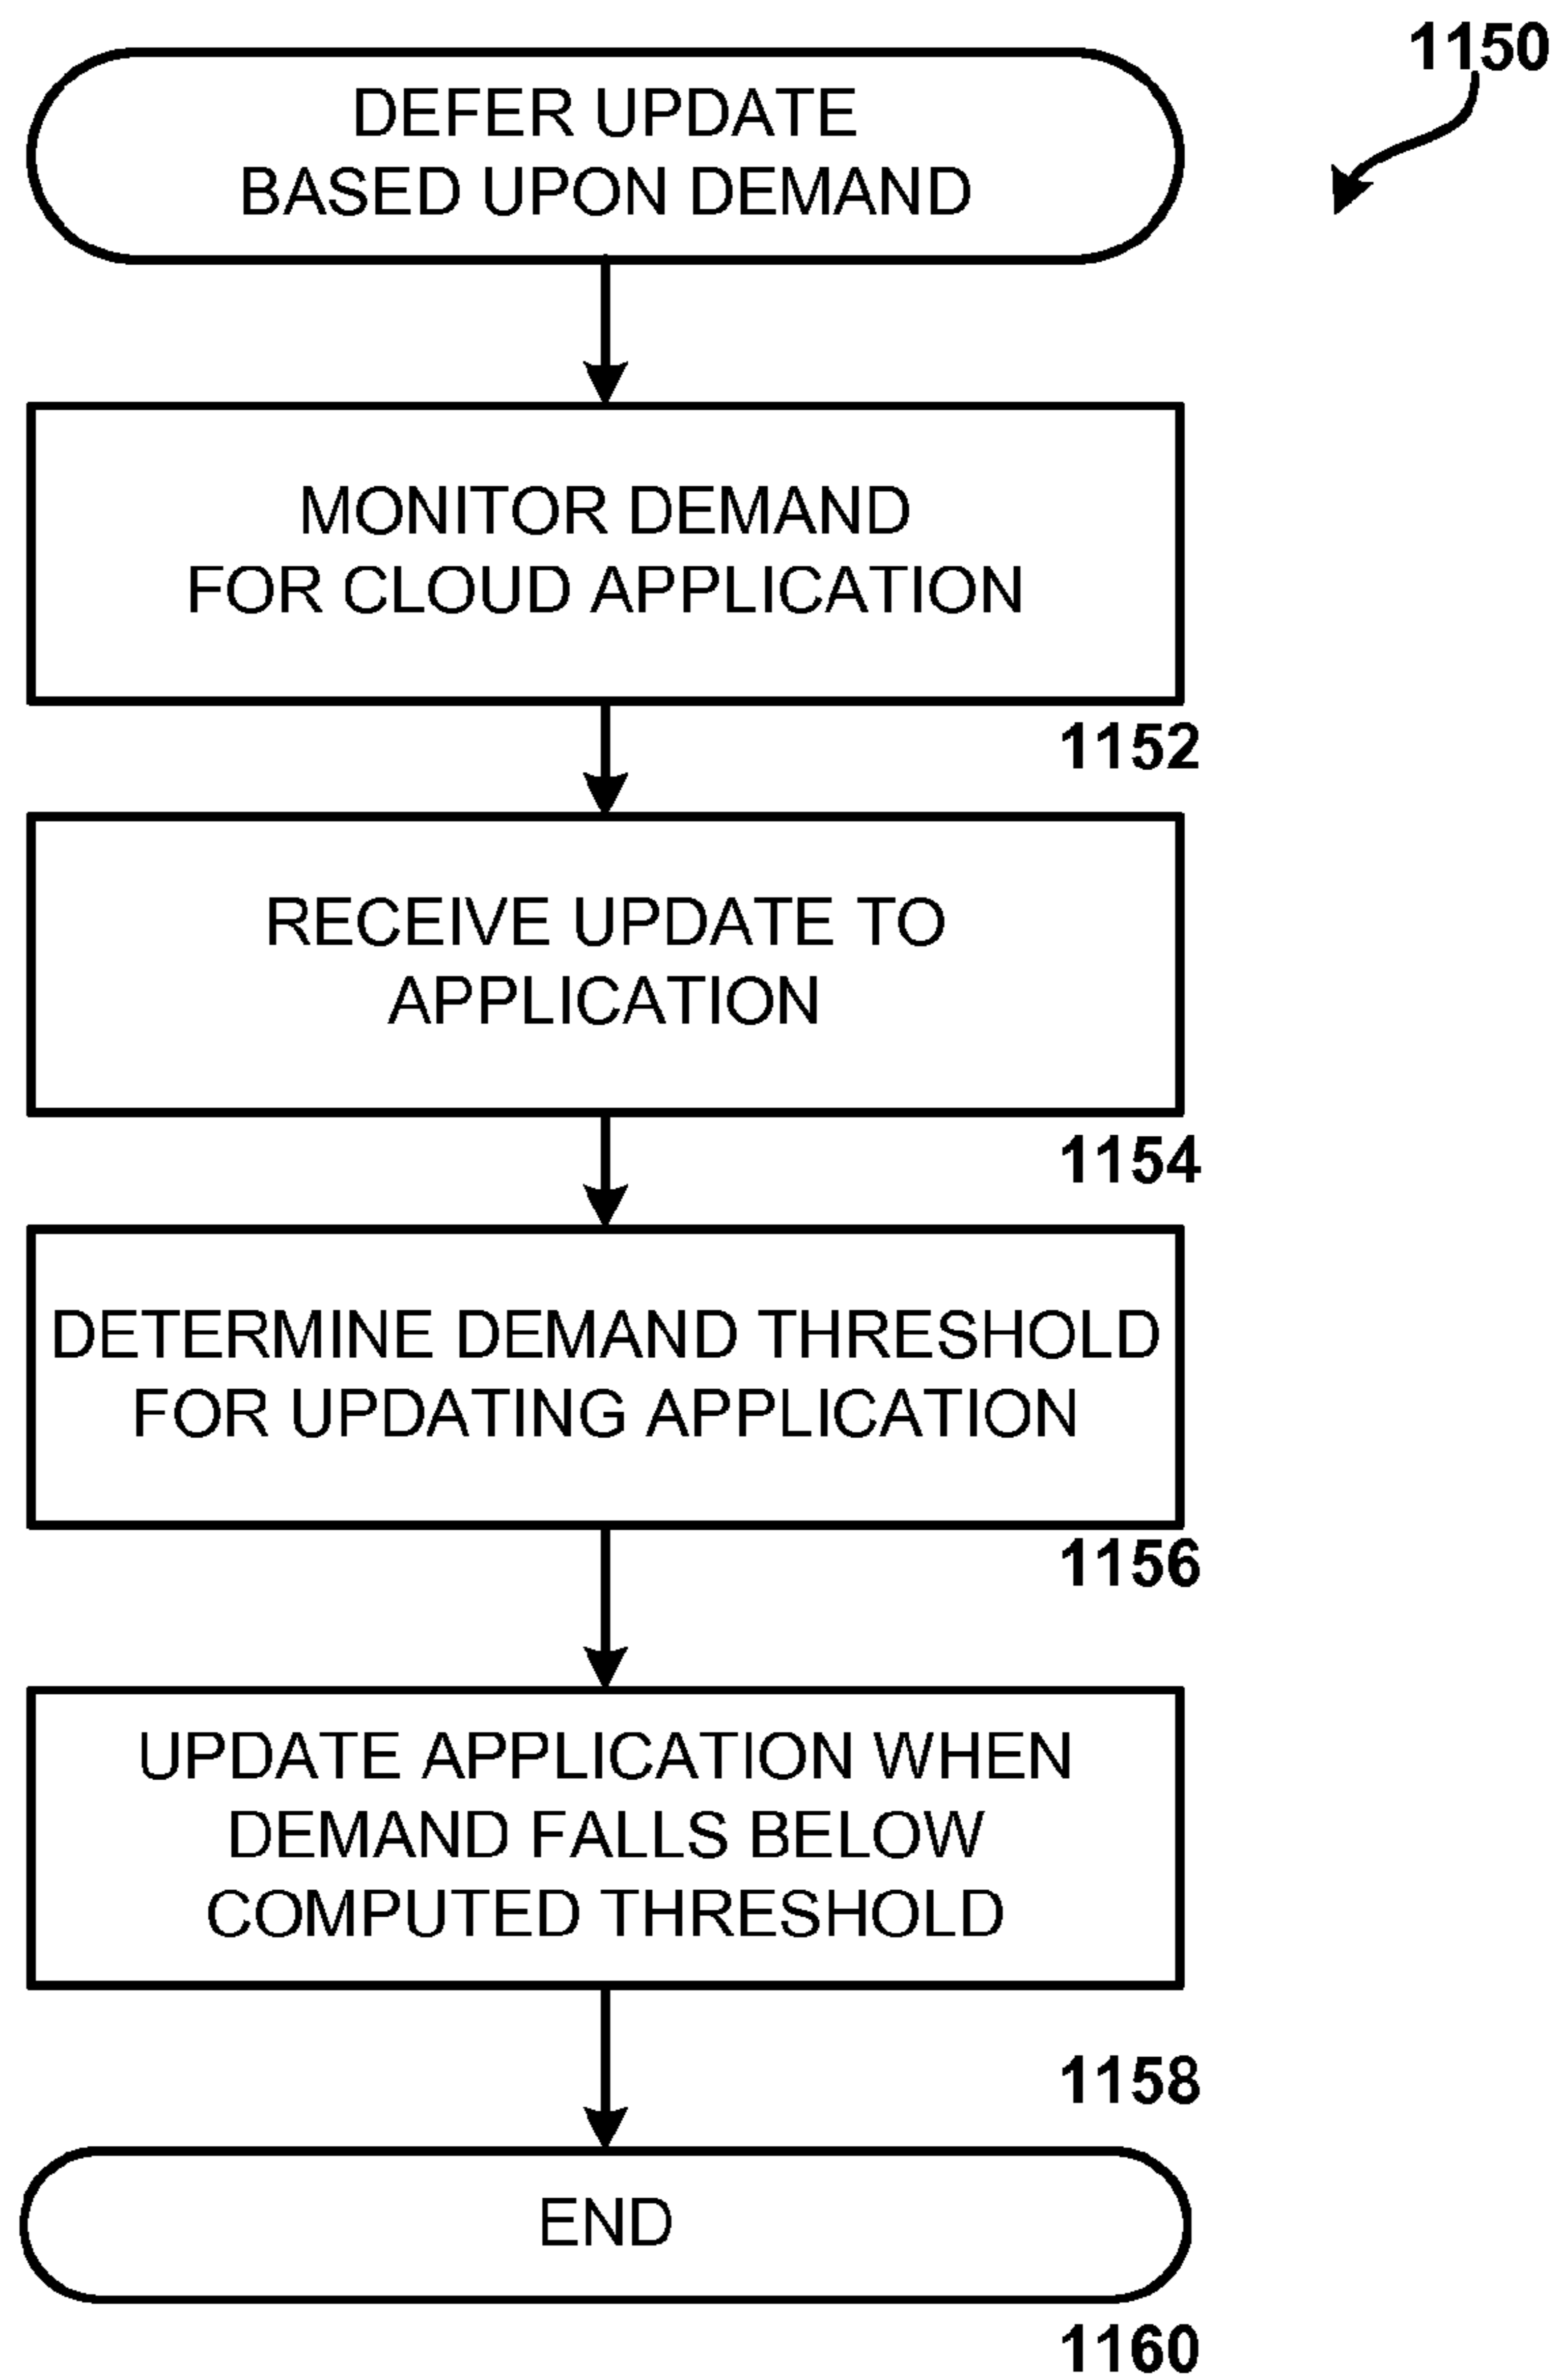 1150
DEFER UPDATE
BASED UPON DEMAND
MONITOR DEMAND
FOR CLOUD APPLICATION
1152
RECEIVE UPDATE TO
APPLICATION
1154
DETERMINE DEMAND THRESHOLD
FOR UPDATING APPLICATION
1156
UPDATE APPLICATION WHEN
DEMAND FALLS BELOW
COMPUTED THRESHOLD
1158
END
1160